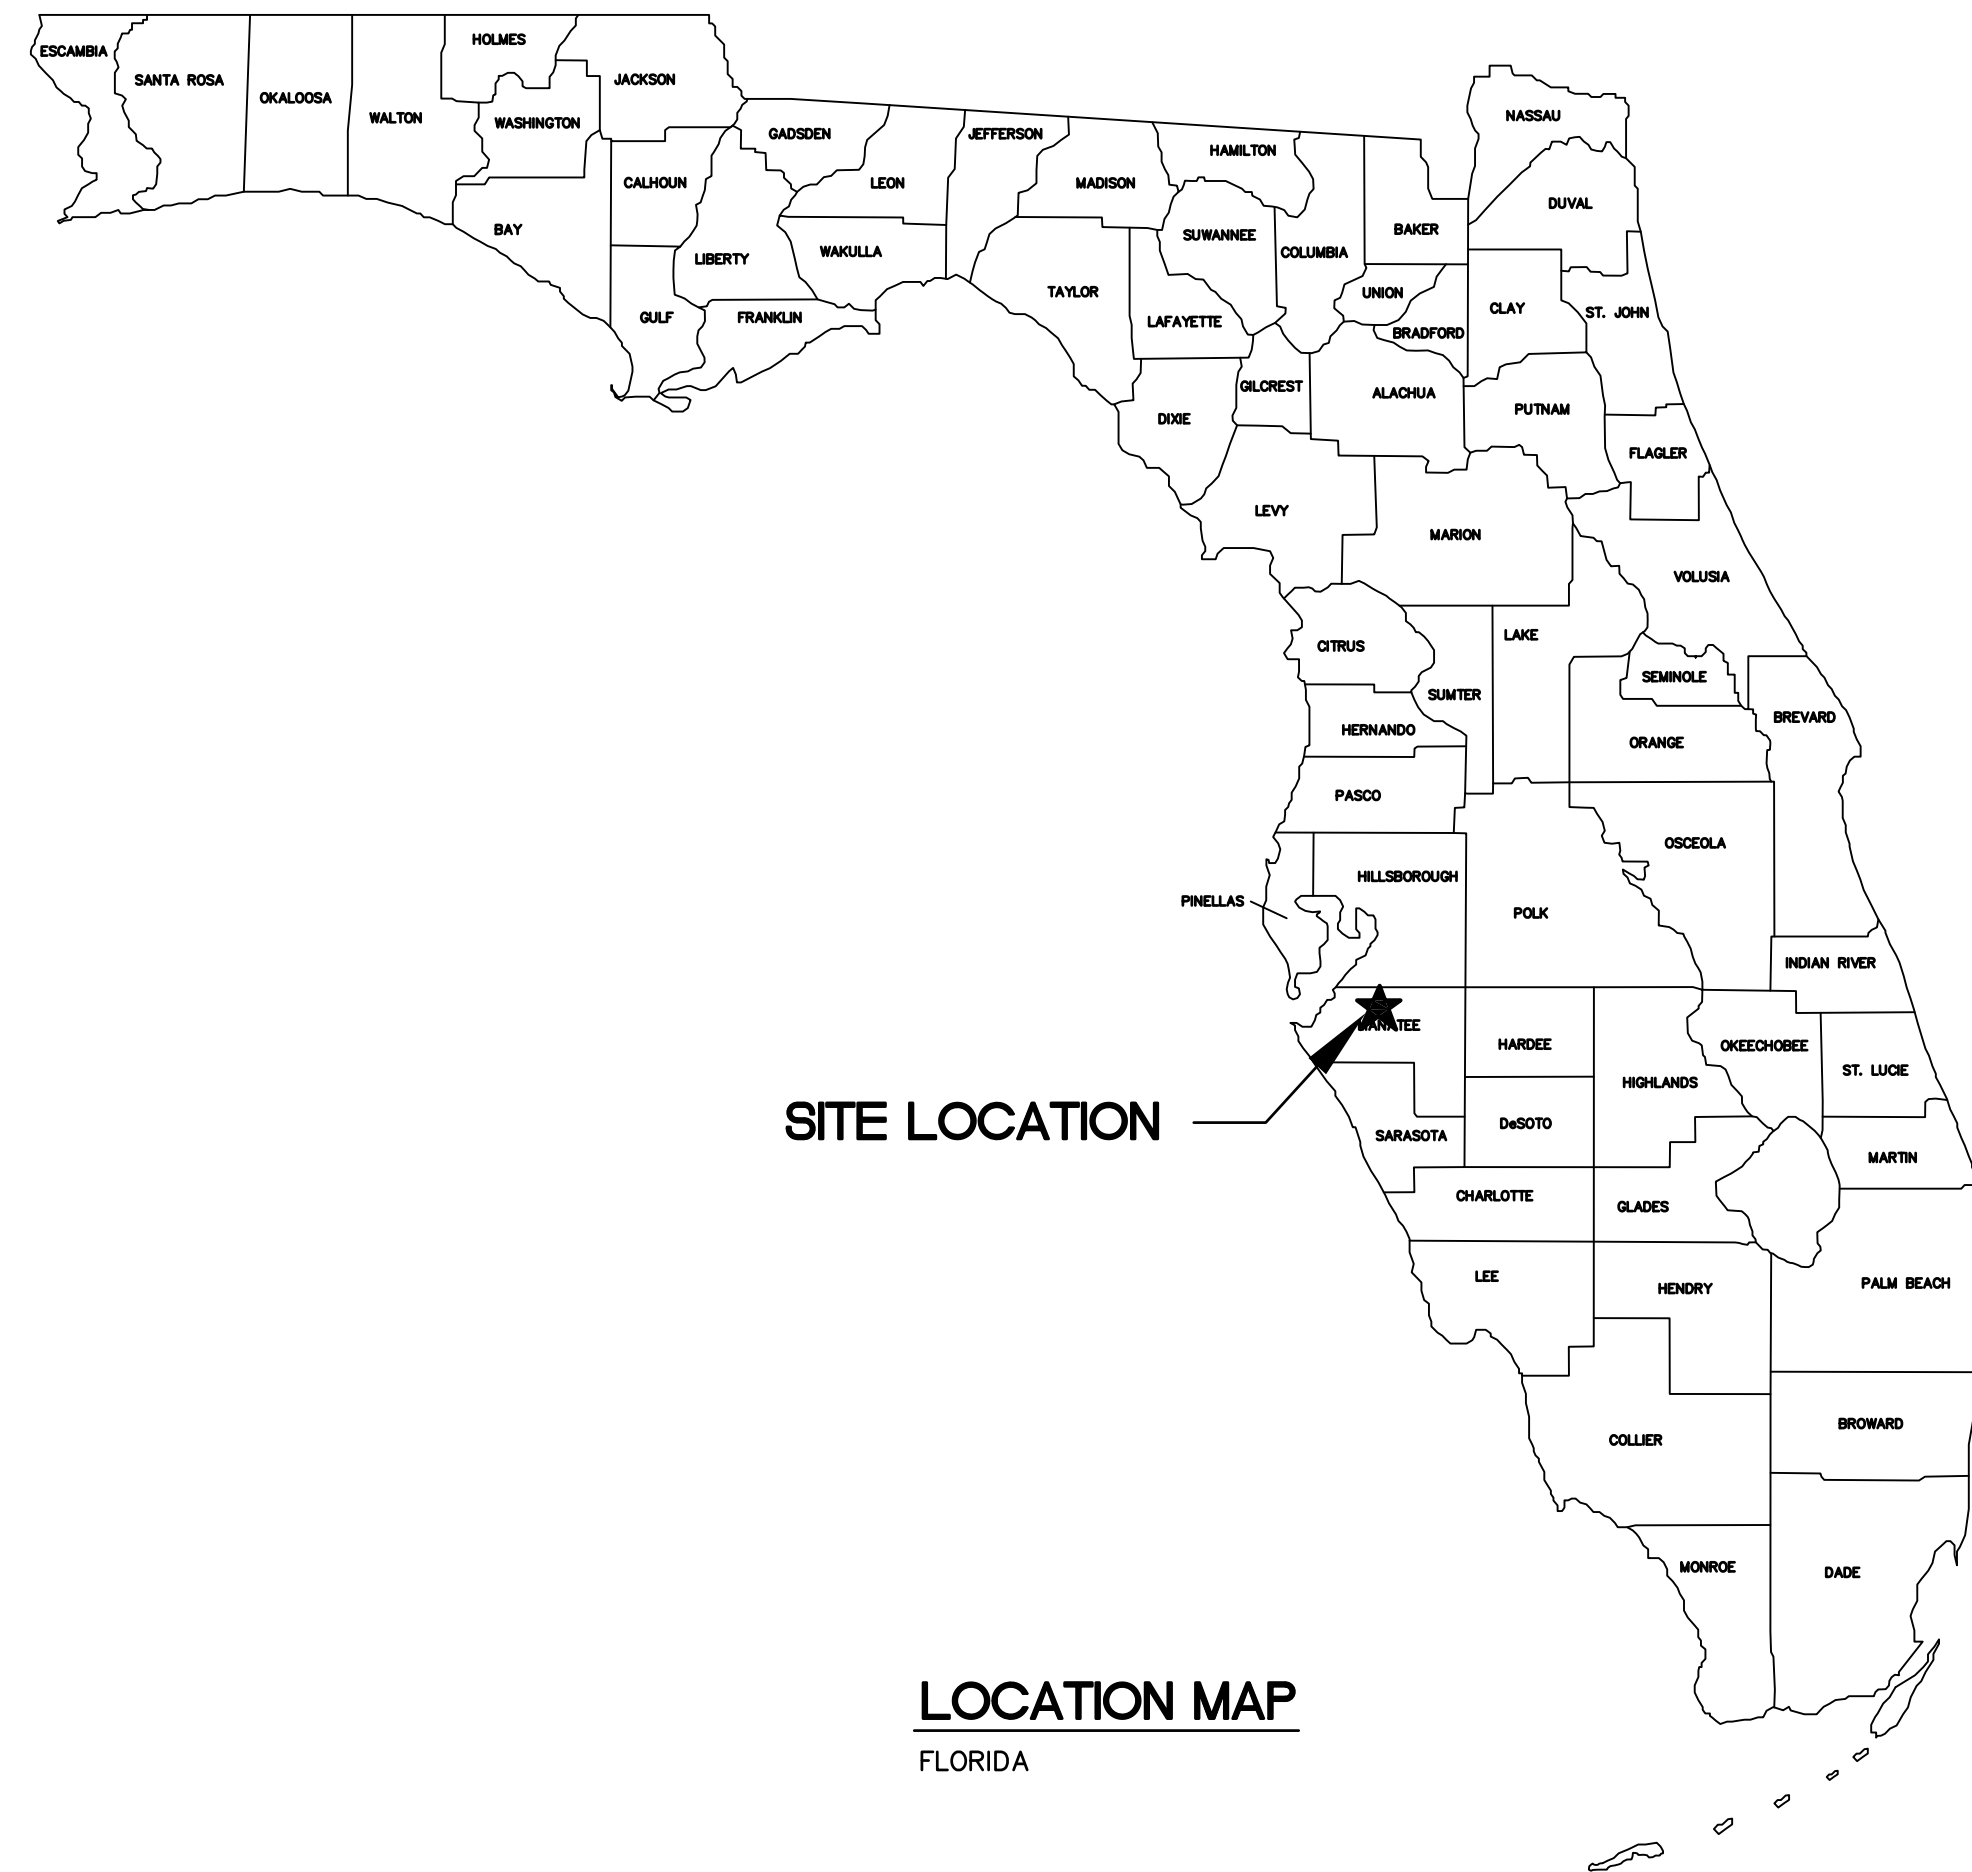 ESCAMBIA
SANTA ROSA
OKALOOSA
WALTON
HOLMES
WASHINGTON
JACKSON
BAY
CALHOUN
GULF
LIBERTY
GADSDEN
FRANKLIN
LEON
WAKULLA
JEFFERSON
MADISON
TAYLOR
HAMILTON
SUWANNEE
LAFAYETTE
DIXIE
COLUMBIA
GILCREST
BAKER
UNION
BRADFORD
ALACHUA
NASSAU
DUVAL
CLAY
ST. JOHN
PUTNAM
FLAGLER
LEVY
MARION
VOLUSIA
CITRUS
SUMTER
LAKE
SEMINOLE
HERNANDO
ORANGE
BREVARD
PASCO
OSCEOLA
HILLSBOROUGH
PINELLAS
POLK
INDIAN RIVER
MANATEE
HARDEE
OKEECHOBEE
HIGHLANDS
ST. LUCIE
SITE LOCATION
SARASOTA
DeSOTO
MARTIN
CHARLOTTE
GLADES
LEE
HENDRY
PALM BEACH
COLLIER
BROWARD
MONROE
DADE
LOCATION MAP
FLORIDA